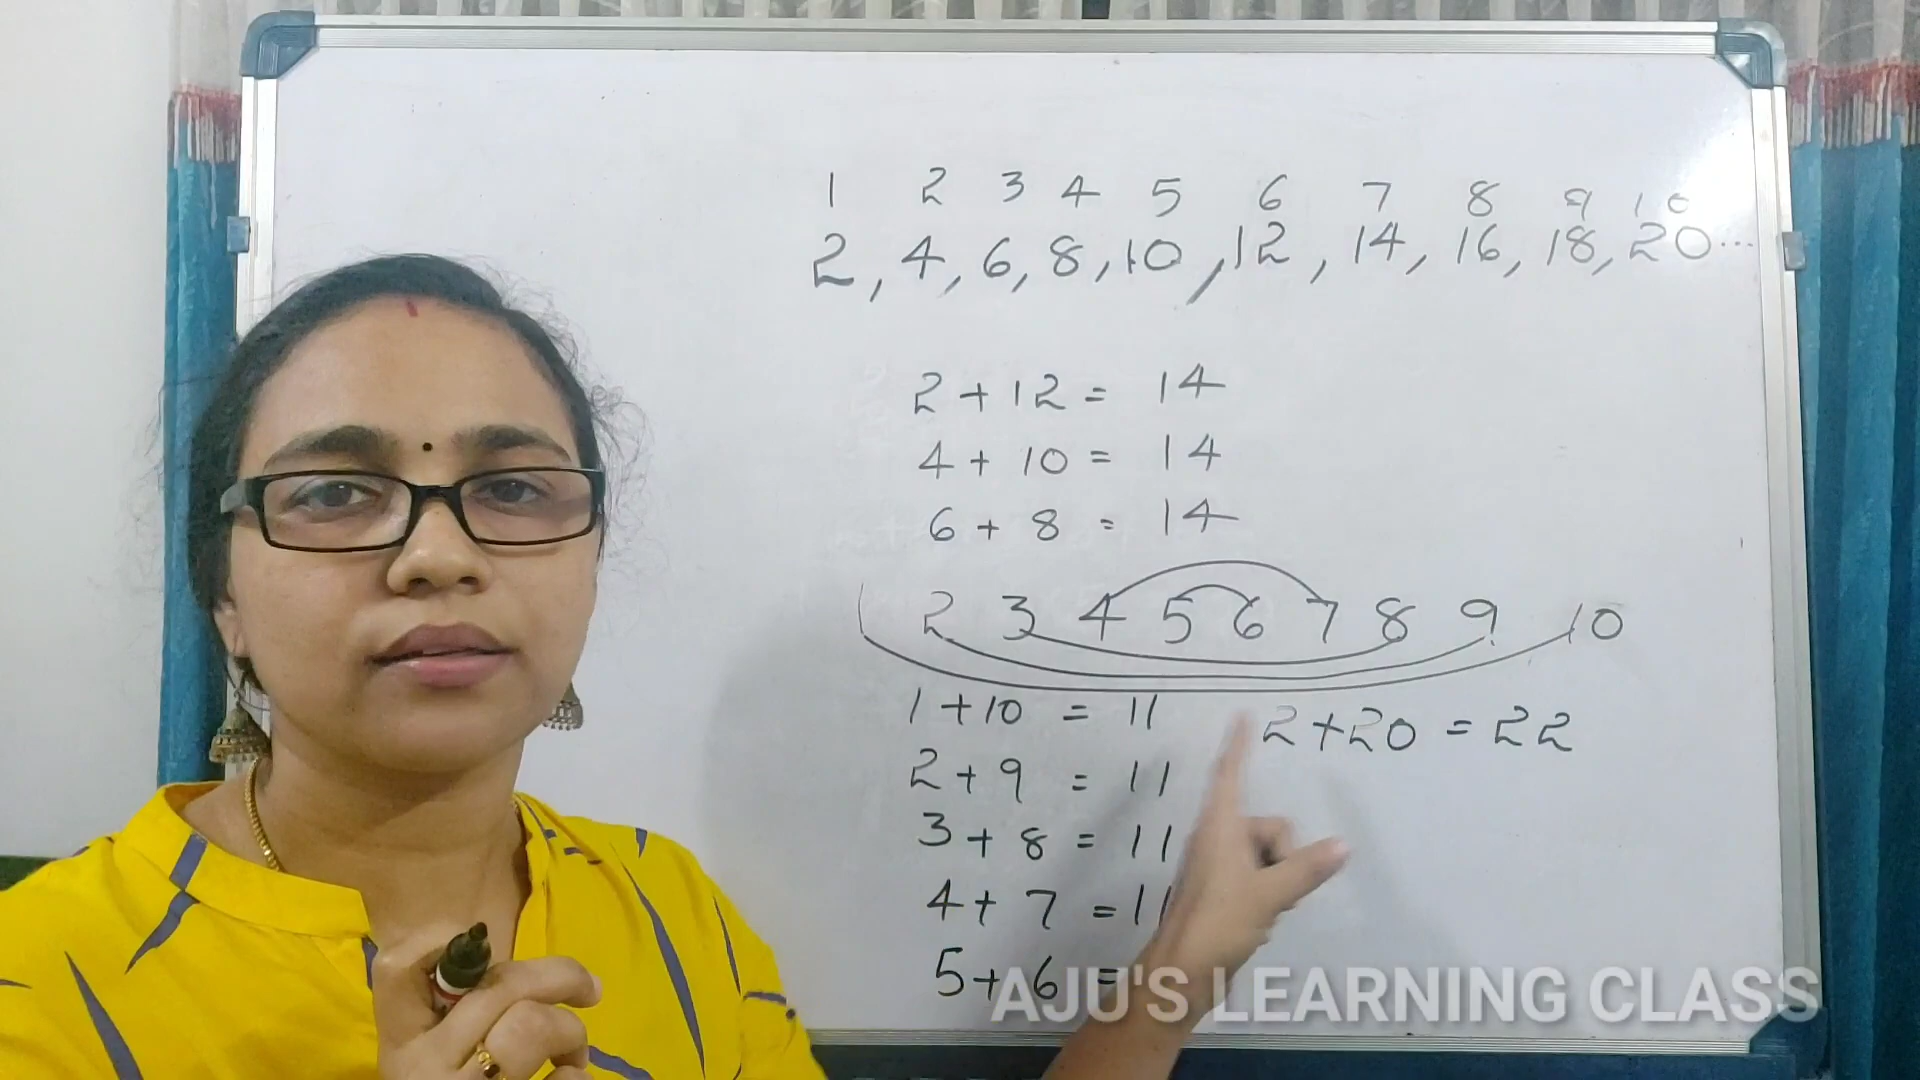 1 2 3 4 5 6 7 8 9 10
2, 4, 6, 8, 10, 12, 14, 16, 18, 20...
2 + 12 = 14
4 + 10 = 14
6 + 8 = 14
1 2 3 4 5 6 7 8 9 10
1 + 10 = 11
2 + 20 = 22
2 + 9 = 11
3 + 8 = 11
4 + 7 = 11
5 + 6 =
AJU'S LEARNING CLASS